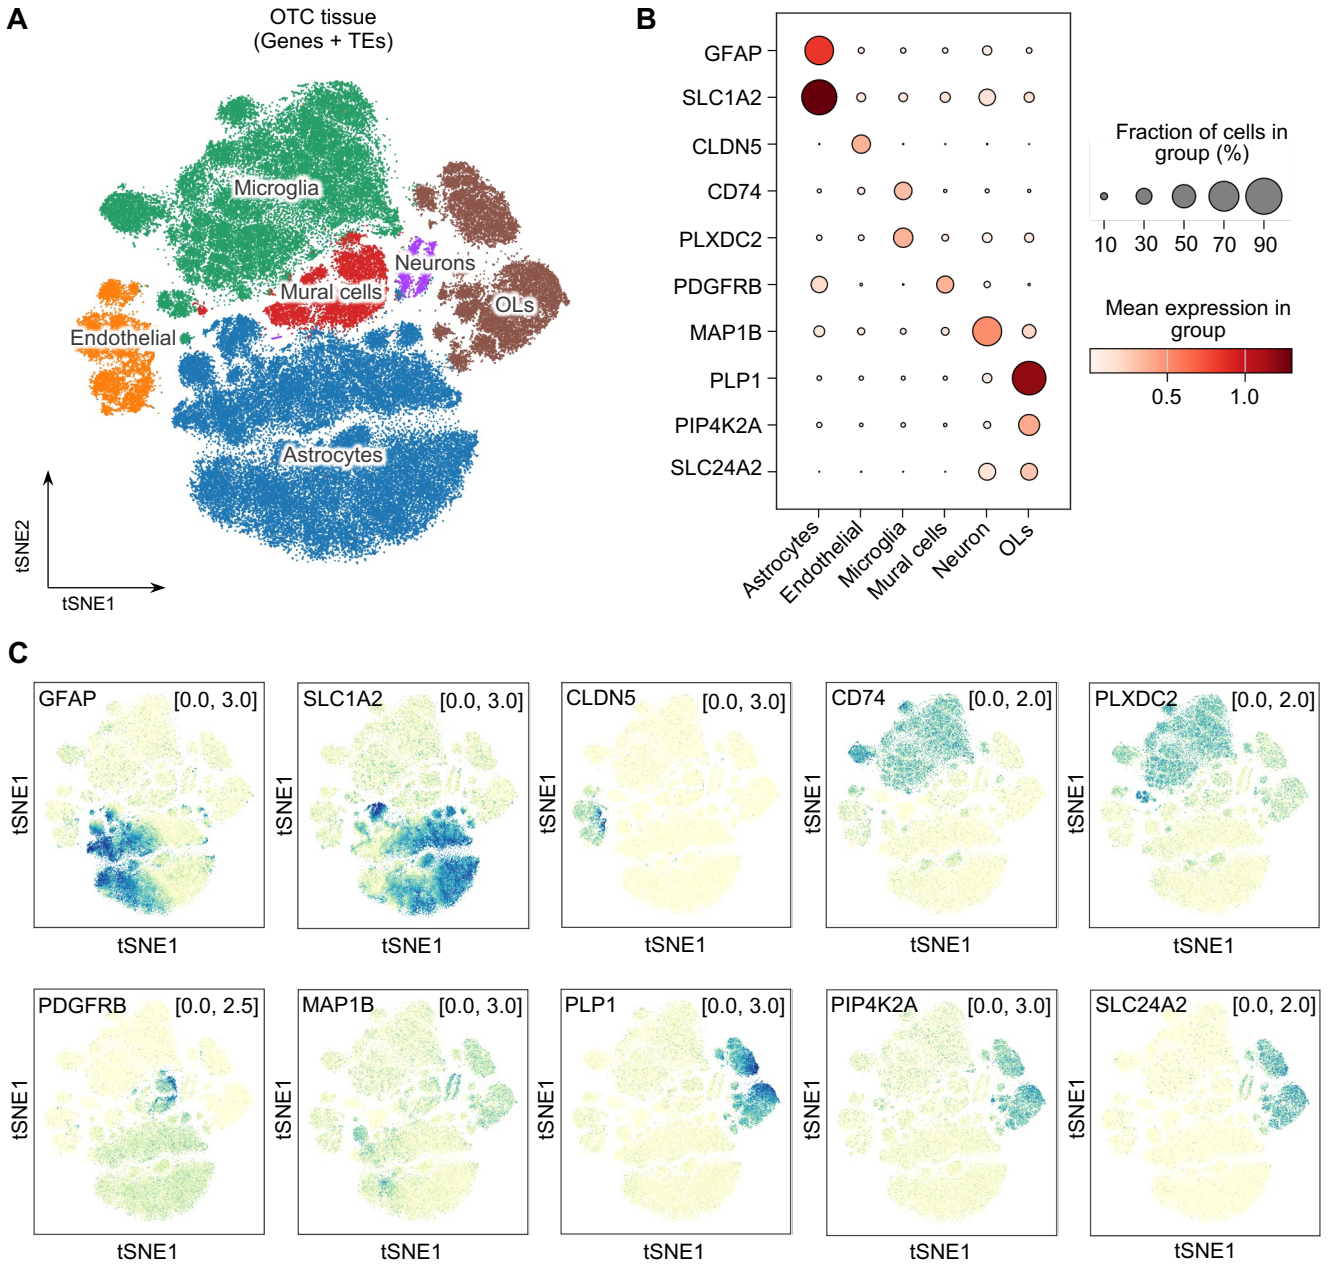 A
OTC tissue
(Genes + TEs)
Microglia
Neurons
Mural cells
OLs
Endothelial
Astrocytes
tSNE2
tSNE1
B
GFAP
SLC1A2
CLDN5
CD74
PLXDC2
PDGFRB
MAP1B
PLP1
PIP4K2A
SLC24A2
Astrocytes
Endothelial
Microglia
Mural cells
Neuron
OLs
Fraction of cells in
group (%)
10 30 50 70 90
Mean expression in
group
0.5 1.0
C
GFAP [0.0, 3.0]
tSNE1
tSNE1
SLC1A2 [0.0, 3.0]
tSNE1
tSNE1
CLDN5 [0.0, 3.0]
tSNE1
tSNE1
CD74 [0.0, 2.0]
tSNE1
tSNE1
PLXDC2 [0.0, 2.0]
tSNE1
tSNE1
PDGFRB [0.0, 2.5]
tSNE1
tSNE1
MAP1B [0.0, 3.0]
tSNE1
tSNE1
PLP1 [0.0, 3.0]
tSNE1
tSNE1
PIP4K2A [0.0, 3.0]
tSNE1
tSNE1
SLC24A2 [0.0, 2.0]
tSNE1
tSNE1